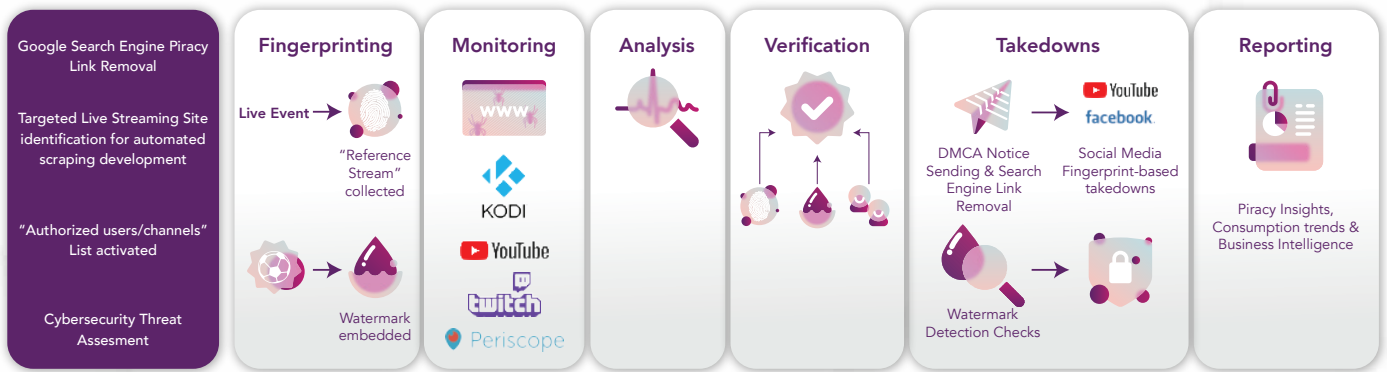 Google Search Engine Piracy
Link Removal
Targeted Live Streaming Site
identification for automated
scraping development
“Authorized users/channels”
List activated
Cybersecurity Threat
Assesment
Fingerprinting
Live Event
“Reference
Stream”
collected
Watermark
embedded
Monitoring
www
KODI
YouTube
twitch
Periscope
Analysis
Verification
Takedowns
DMCA Notice
Sending & Search
Engine Link
Removal
YouTube
facebook.
Social Media
Fingerprint-based
takedowns
Watermark
Detection Checks
Reporting
Piracy Insights,
Consumption trends &
Business Intelligence